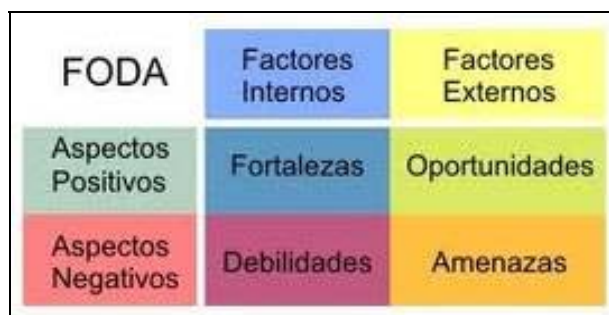 FODA
Factores
Internos
Factores
Externos
Aspectos
Positivos
Fortalezas
Oportunidades
Aspectos
Negativos
Debilidades
Amenazas